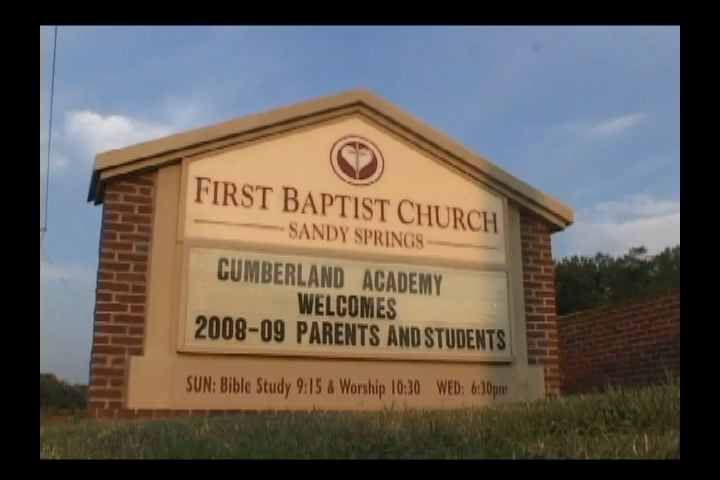 FIRST BAPTIST CHURCH
SANDY SPRINGS
CUMBERLAND ACADEMY
WELCOMES
2008-09 PARENTS AND STUDENTS
SUN: Bible Study 9:15 & Worship 10:30 WED: 6:30pm